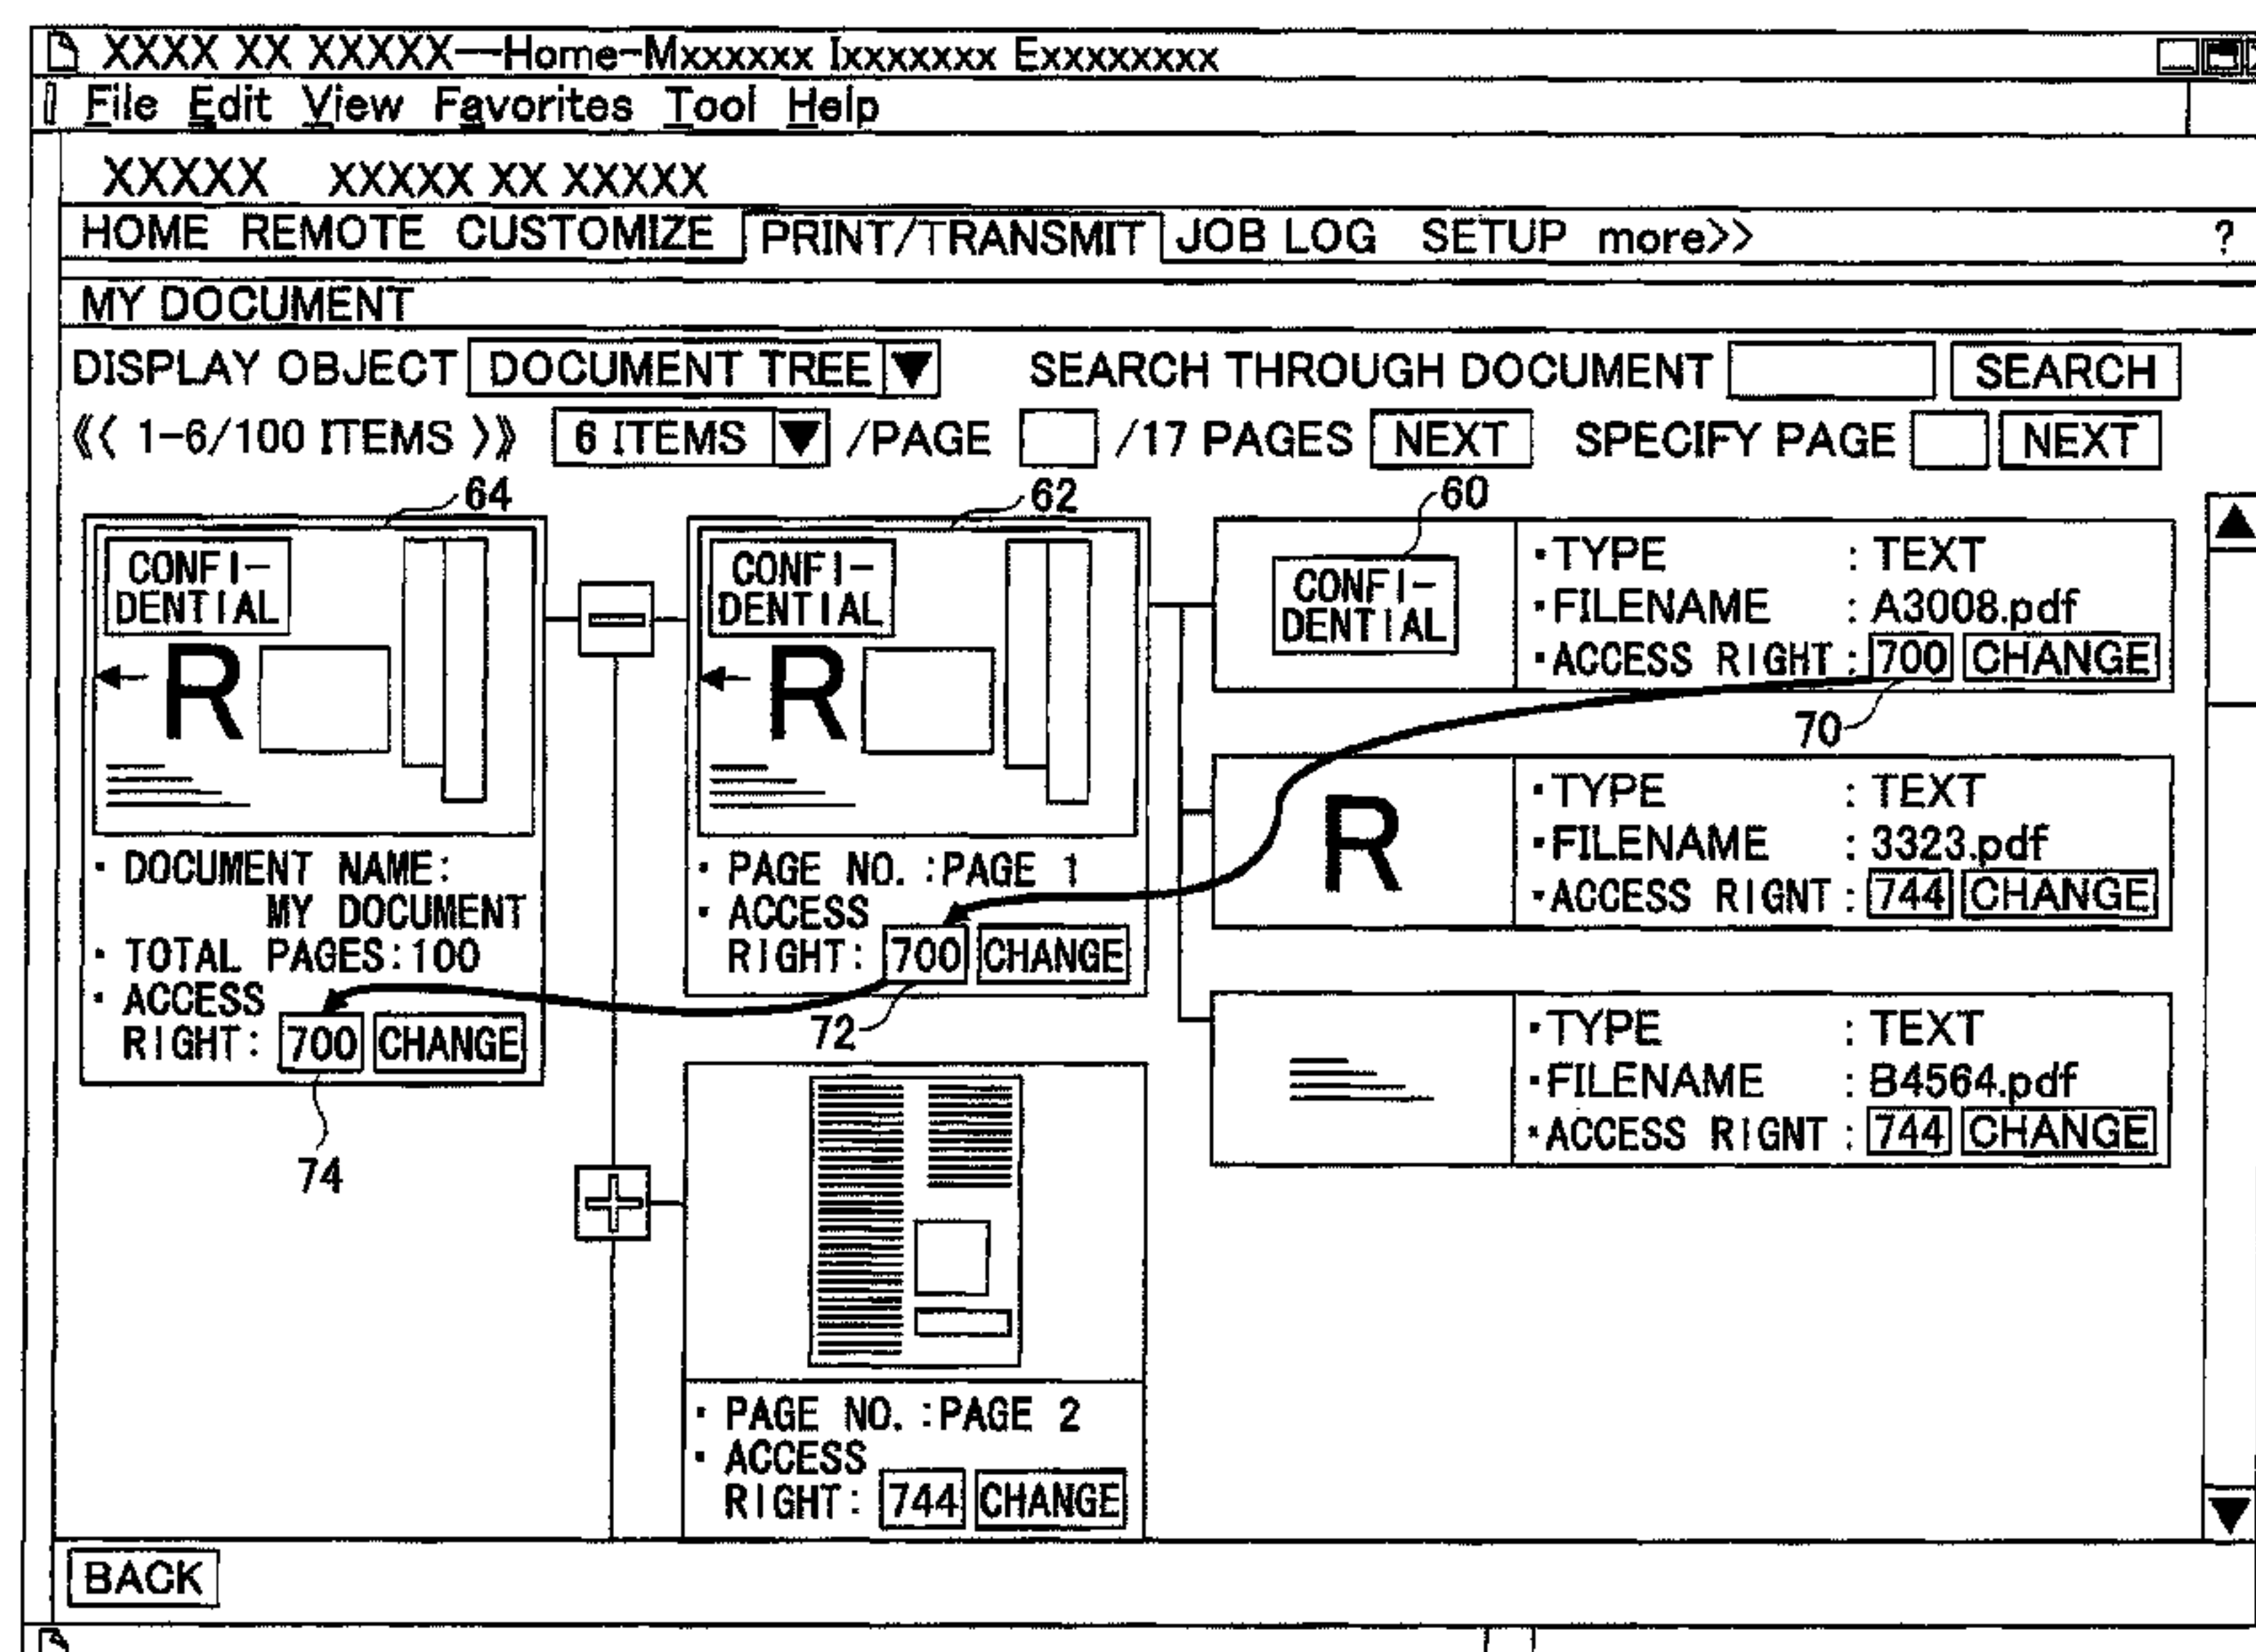 XXXX XX XXXXX—Home-Mxxxxxx Ixxxxxxx Exxxxxxxx
File Edit View Favorites Tool Help
XXXXX XXXXX XX XXXXX
HOME REMOTE CUSTOMIZE PRINT/TRANSMIT JOB LOG SETUP more>> ?
MY DOCUMENT
DISPLAY OBJECT DOCUMENT TREE ▼ SEARCH THROUGH DOCUMENT SEARCH
《〈 1-6/100 ITEMS 〉》 6 ITEMS ▼ /PAGE /17 PAGES NEXT SPECIFY PAGE NEXT
64
CONFI-
DENTIAL
R
· DOCUMENT NAME:
MY DOCUMENT
· TOTAL PAGES:100
· ACCESS
RIGHT: 700 CHANGE
74
62
CONFI-
DENTIAL
R
· PAGE NO. :PAGE 1
· ACCESS
RIGHT: 700 CHANGE
72
· PAGE NO. :PAGE 2
· ACCESS
RIGHT: 744 CHANGE
60
CONFI-
DENTIAL
·TYPE : TEXT
·FILENAME : A3008.pdf
·ACCESS RIGHT : 700 CHANGE
70
R
·TYPE : TEXT
·FILENAME : 3323.pdf
·ACCESS RIGNT : 744 CHANGE
·TYPE : TEXT
·FILENAME : B4564.pdf
·ACCESS RIGNT : 744 CHANGE
BACK